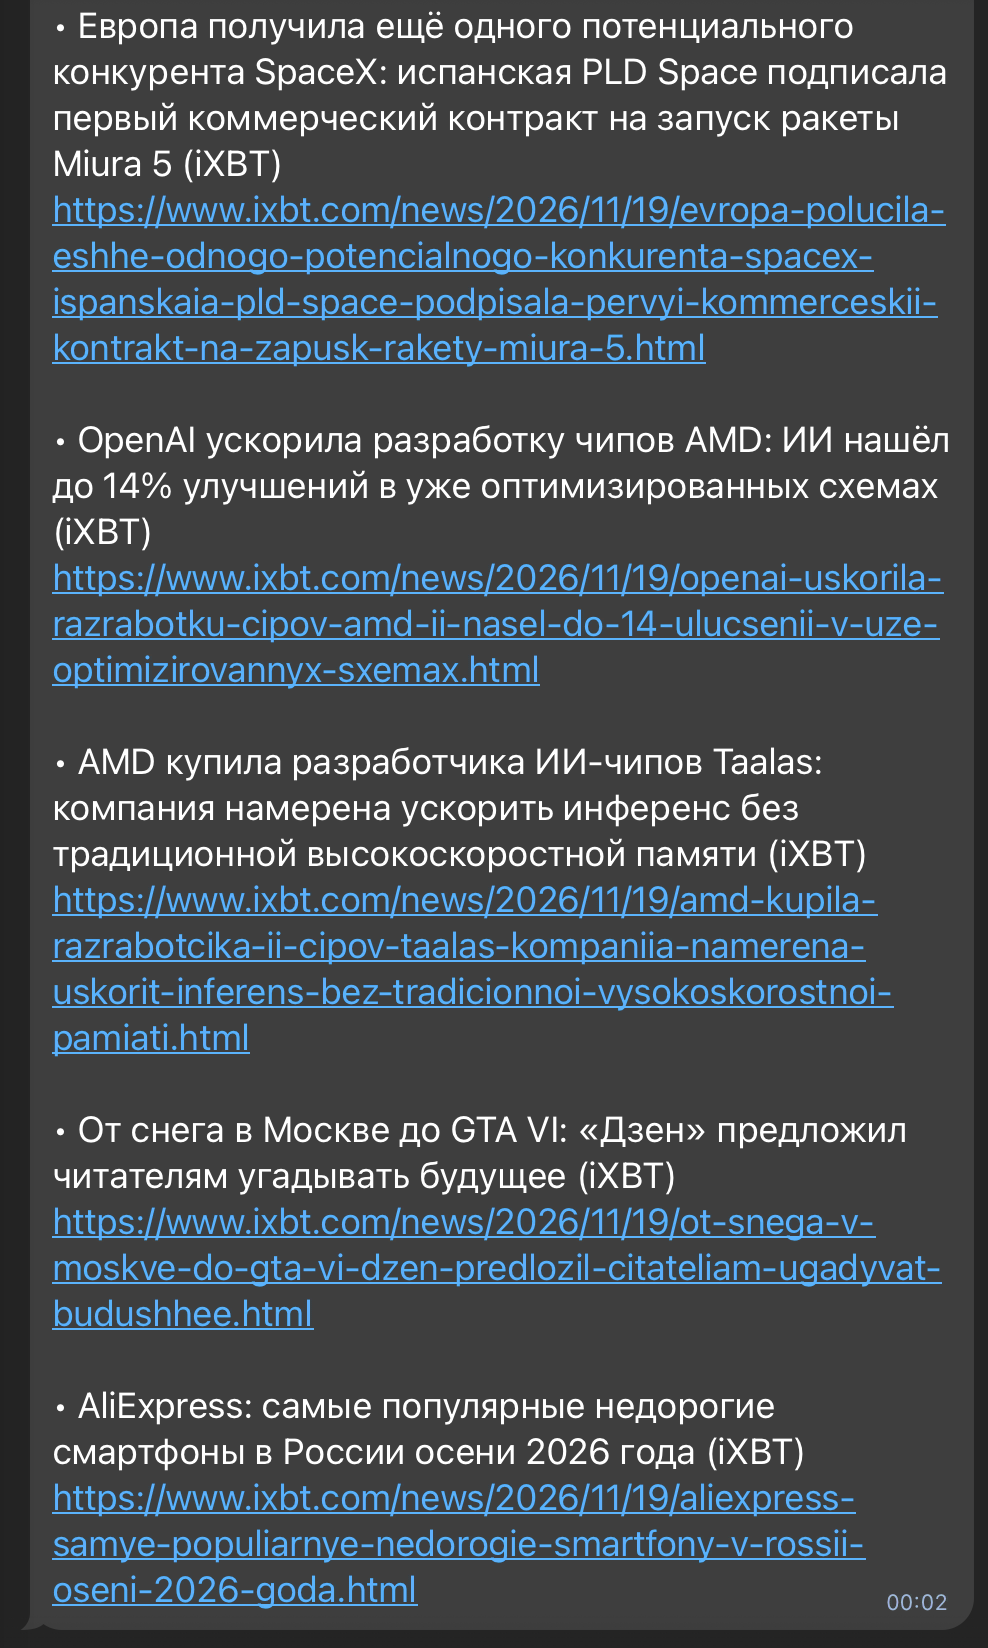 • Европа получила ещё одного потенциального
конкурента SpaceX: испанская PLD Space подписала
первый коммерческий контракт на запуск ракеты
Miura 5 (iXBT)
https://www.ixbt.com/news/2026/11/19/evropa-polucila-
eshhe-odnogo-potencialnogo-konkurenta-spacex-
ispanskaia-pld-space-podpisala-pervyi-kommerceskii-
kontrakt-na-zapusk-rakety-miura-5.html
• OpenAI ускорила разработку чипов AMD: ИИ нашёл
до 14% улучшений в уже оптимизированных схемах
(iXBT)
https://www.ixbt.com/news/2026/11/19/openai-uskorila-
razrabotku-cipov-amd-ii-nasel-do-14-ulucsenii-v-uze-
optimizirovannyx-sxemax.html
• AMD купила разработчика ИИ-чипов Taalas:
компания намерена ускорить инференс без
традиционной высокоскоростной памяти (iXBT)
https://www.ixbt.com/news/2026/11/19/amd-kupila-
razrabotcika-ii-cipov-taalas-kompaniia-namerena-
uskorit-inferens-bez-tradicionnoi-vysokoskorostnoi-
pamiati.html
• От снега в Москве до GTA VI: «Дзен» предложил
читателям угадывать будущее (iXBT)
https://www.ixbt.com/news/2026/11/19/ot-snega-v-
moskve-do-gta-vi-dzen-predlozil-citateliam-ugadyvat-
budushhee.html
• AliExpress: самые популярные недорогие
смартфоны в России осени 2026 года (iXBT)
https://www.ixbt.com/news/2026/11/19/aliexpress-
samye-populiarnye-nedorogie-smartfony-v-rossii-
oseni-2026-goda.html
00:02